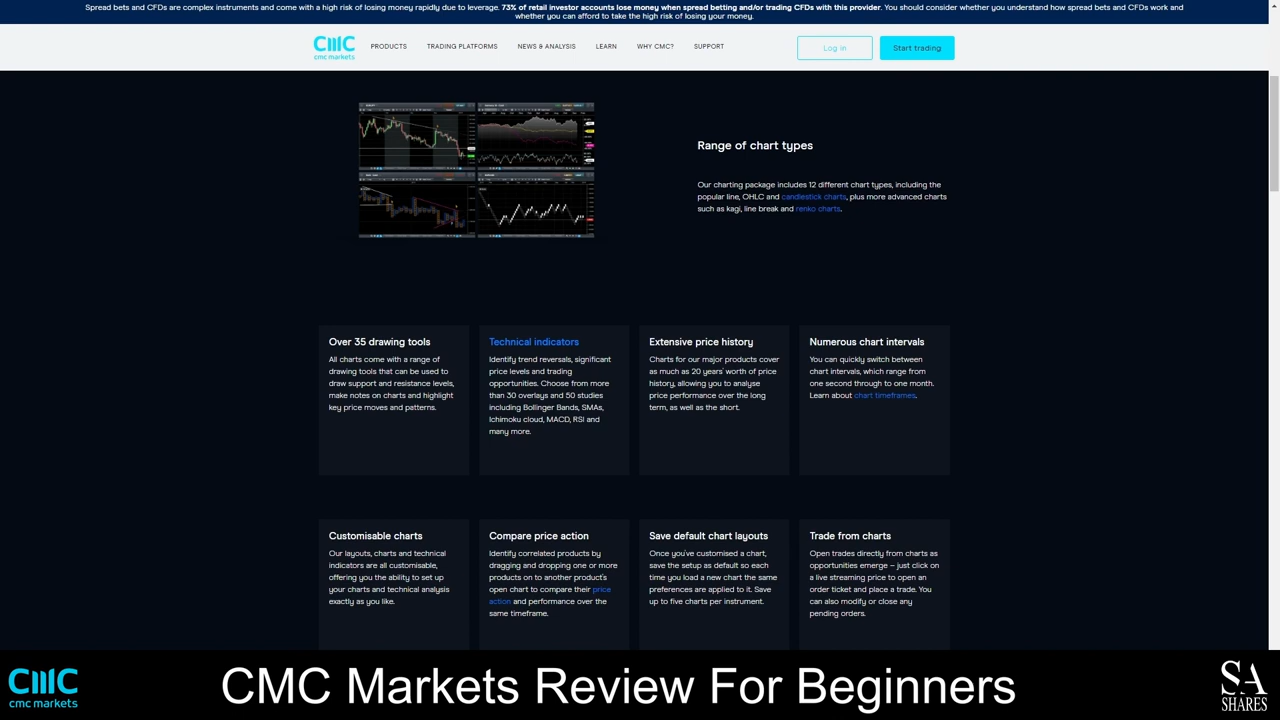 Spread bets and CFDs are complex instruments and come with a high risk of losing money rapidly due to leverage. 73% of retail investor accounts lose money when spread betting and/or trading CFDs with this provider. You should consider whether you understand how spread bets and CFDs work and
whether you can afford to take the high risk of losing your money.
cmc markets
PRODUCTS
TRADING PLATFORMS
NEWS & ANALYSIS
LEARN
WHY CMC?
SUPPORT
Log in
Start trading
Range of chart types
Our charting package includes 12 different chart types, including the
popular line, OHLC and candlestick charts, plus more advanced charts
such as kagi, line break and renko charts.
Over 35 drawing tools
All charts come with a range of
drawing tools that can be used to
draw support and resistance levels,
make notes on charts and highlight
key price moves and patterns.
Technical indicators
Identify trend reversals, significant
price levels and trading
opportunities. Choose from more
than 30 overlays and 50 studies
including Bollinger Bands, SMAs,
Ichimoku cloud, MACD, RSI and
many more.
Extensive price history
Charts for our major products cover
as much as 20 years' worth of price
history, allowing you to analyse
price performance over the long
term, as well as the short.
Numerous chart intervals
You can quickly switch between
chart intervals, which range from
one second through to one month.
Learn about chart timeframes.
Customisable charts
Our layouts, charts and technical
indicators are all customisable,
offering you the ability to set up
your charts and technical analysis
exactly as you like.
Compare price action
Identify correlated products by
dragging and dropping one or more
products on to another product's
open chart to compare their price
action and performance over the
same timeframe.
Save default chart layouts
Once you've customised a chart,
save the setup as default so each
time you load a new chart the same
preferences are applied to it. Save
up to five charts per instrument.
Trade from charts
Open trades directly from charts as
opportunities emerge – just click on
a live streaming price to open an
order ticket and place a trade. You
can also modify or close any
pending orders.
cmc markets
CMC Markets Review For Beginners
SA
SHARES